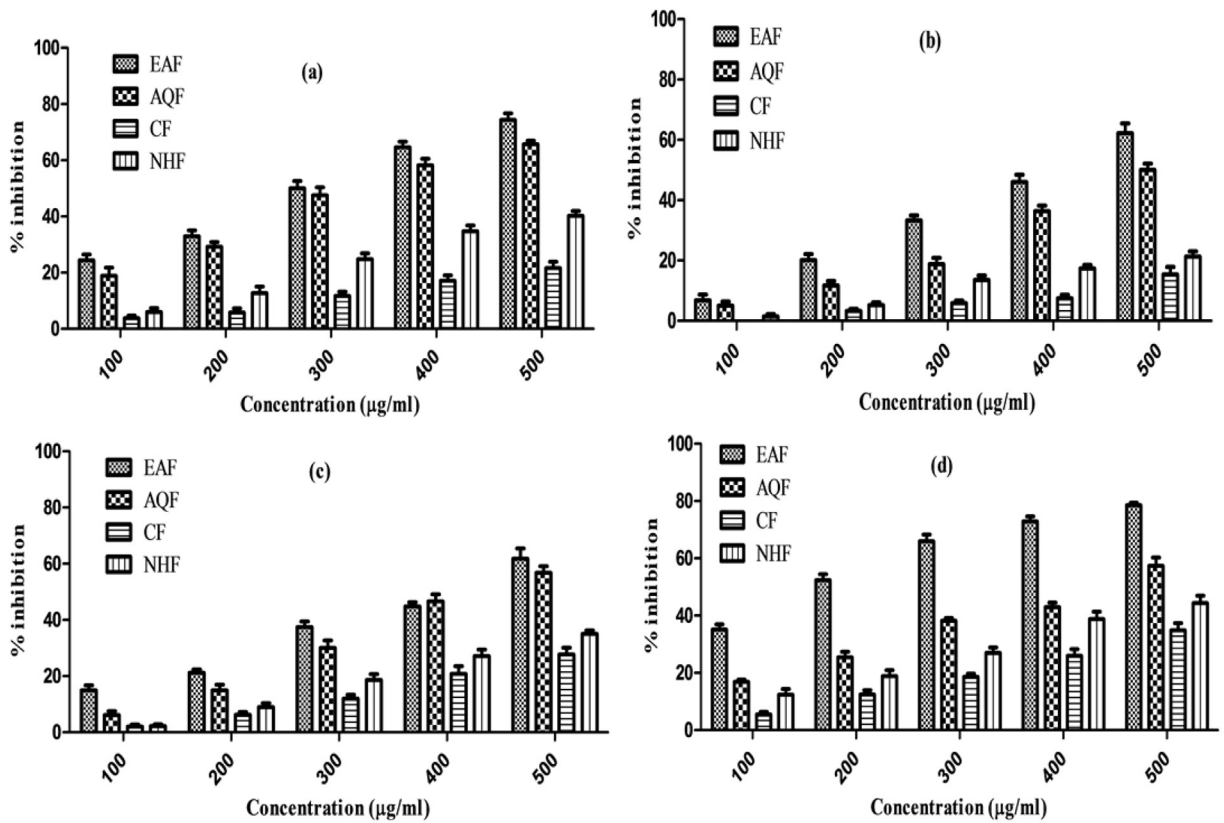 (a)
EAF
AQF
CF
NHF
% inhibition
100
80
60
40
20
0
100 200 300 400 500
Concentration (µg/ml)
(b)
EAF
AQF
CF
NHF
% inhibition
100
80
60
40
20
0
100 200 300 400 500
Concentration (µg/ml)
(c)
EAF
AQF
CF
NHF
% inhibition
100
80
60
40
20
0
100 200 300 400 500
Concentration (µg/ml)
(d)
EAF
AQF
CF
NHF
% inhibition
100
80
60
40
20
0
100 200 300 400 500
Concentration (µg/ml)